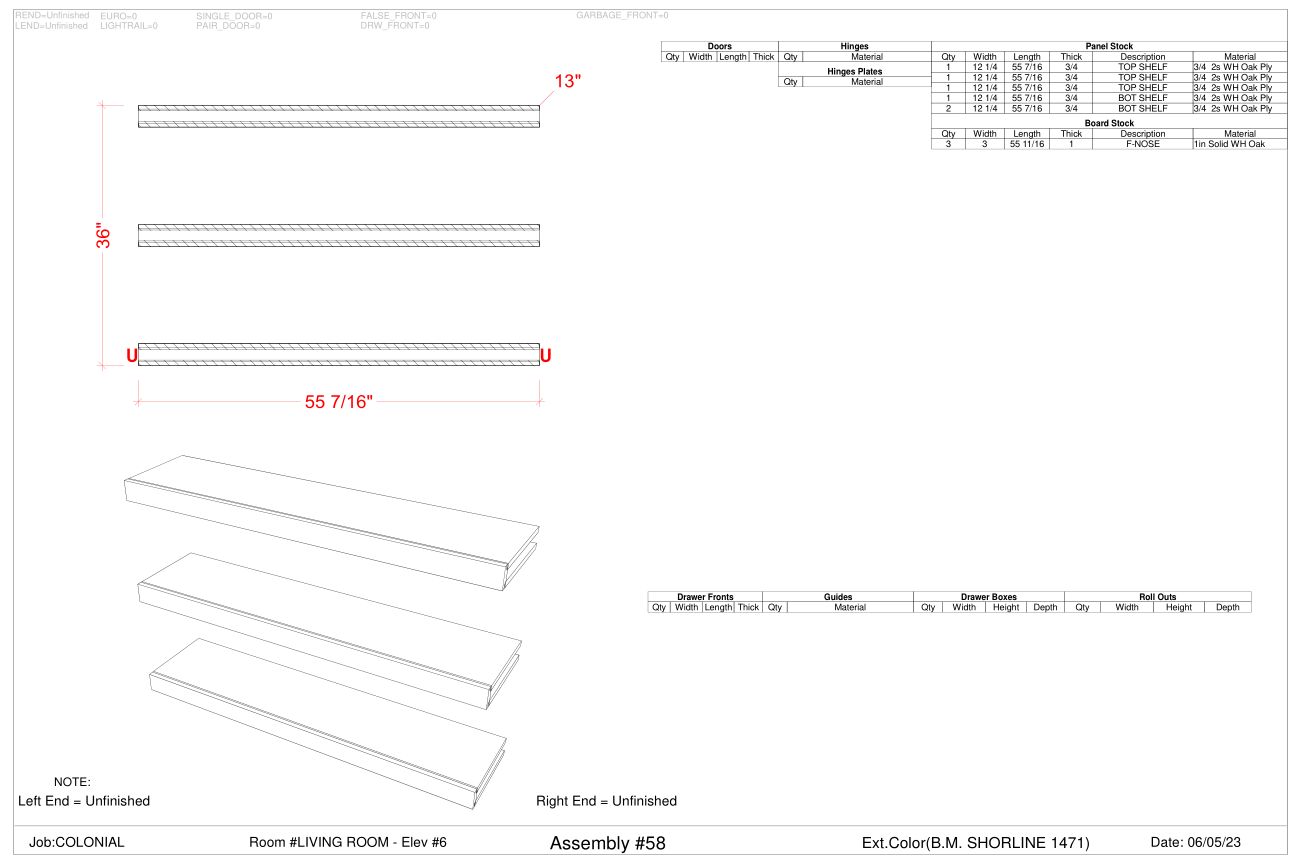 REND=Unfinished EURO=0 SINGLE_DOOR=0 FALSE_FRONT=0 GARBAGE_FRONT=0
LEND=Unfinished LIGHTRAIL=0 PAIR_DOOR=0 DRW_FRONT=0
Doors Hinges Panel Stock
Qty Width Length Thick Qty Material Qty Width Length Thick Description Material
1 12 1/4 55 7/16 3/4 TOP SHELF 3/4 2s WH Oak Ply
Hinges Plates 1 12 1/4 55 7/16 3/4 TOP SHELF 3/4 2s WH Oak Ply
Qty Material 1 12 1/4 55 7/16 3/4 TOP SHELF 3/4 2s WH Oak Ply
1 12 1/4 55 7/16 3/4 BOT SHELF 3/4 2s WH Oak Ply
2 12 1/4 55 7/16 3/4 BOT SHELF 3/4 2s WH Oak Ply
Board Stock
Qty Width Length Thick Description Material
3 3 55 11/16 1 F-NOSE 1in Solid WH Oak
13"
36"
U U
55 7/16"
Drawer Fronts Guides Drawer Boxes Roll Outs
Qty Width Length Thick Qty Material Qty Width Height Depth Qty Width Height Depth
NOTE:
Left End = Unfinished Right End = Unfinished
Job:COLONIAL Room #LIVING ROOM - Elev #6 Assembly #58 Ext.Color(B.M. SHORLINE 1471) Date: 06/05/23